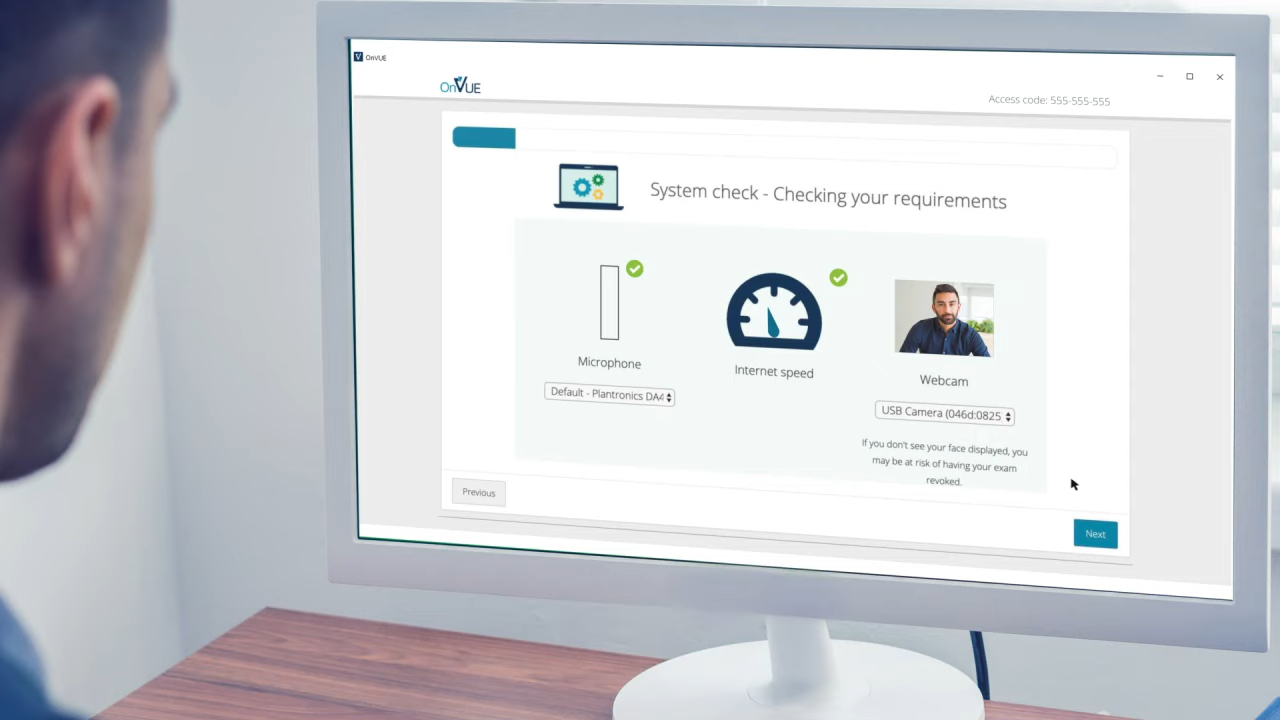 OnVUE
OnVUE
Access code: 555-555-555
System check - Checking your requirements
Microphone
Default - Plantronics DA4
Internet speed
Webcam
USB Camera (046d:0825
If you don't see your face displayed, you
may be at risk of having your exam
revoked.
Previous
Next